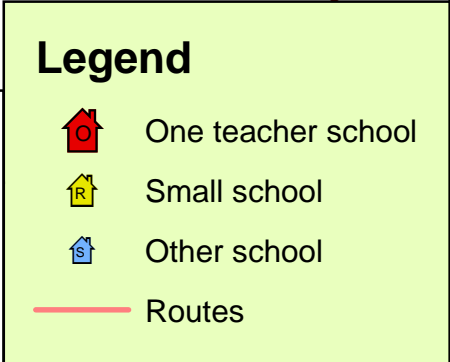 Legend
O One teacher school
R Small school
S Other school
Routes